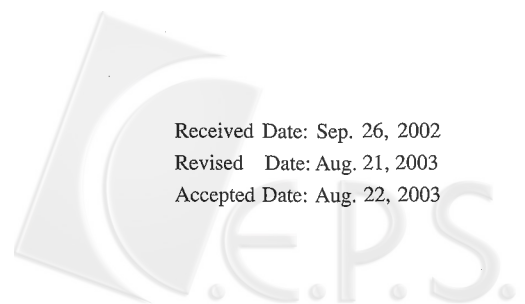 Received Date: Sep. 26, 2002
Revised Date: Aug. 21, 2003
Accepted Date: Aug. 22, 2003
C.E.P.S.